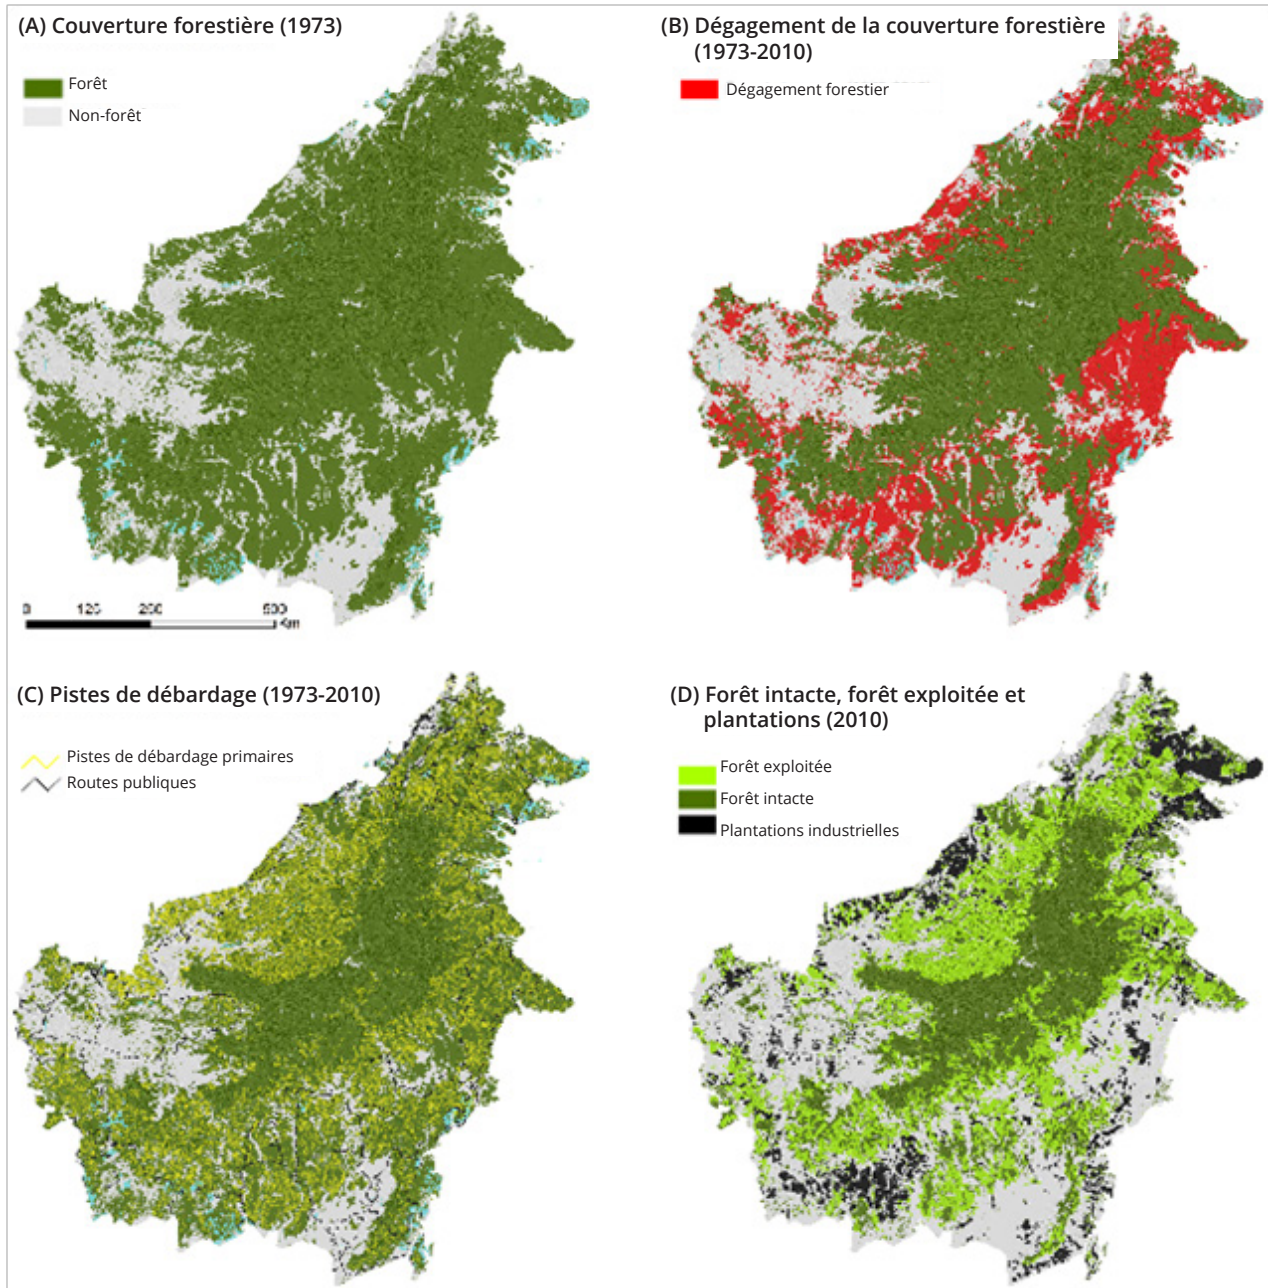 (A) Couverture forestière (1973)
Forêt
Non-forêt
0 125 250 500
Km
(B) Dégagement de la couverture forestière
(1973-2010)
Dégagement forestier
(C) Pistes de débardage (1973-2010)
Pistes de débardage primaires
Routes publiques
(D) Forêt intacte, forêt exploitée et
plantations (2010)
Forêt exploitée
Forêt intacte
Plantations industrielles